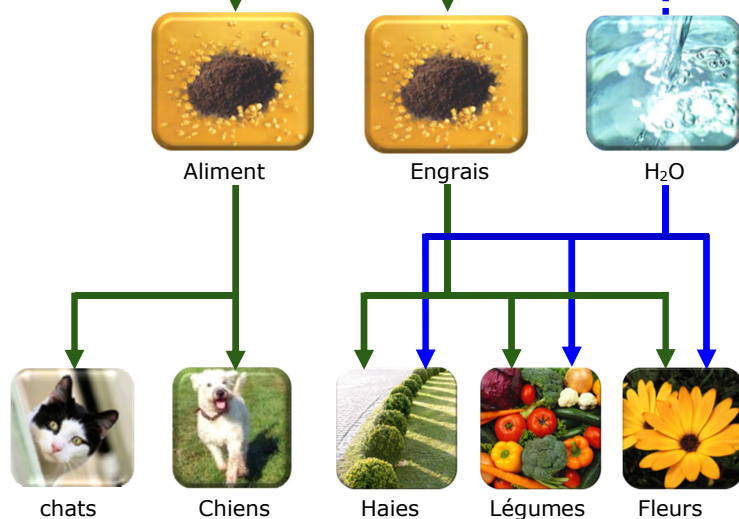 Aliment
Engrais
H₂O
chats
Chiens
Haies
Légumes
Fleurs